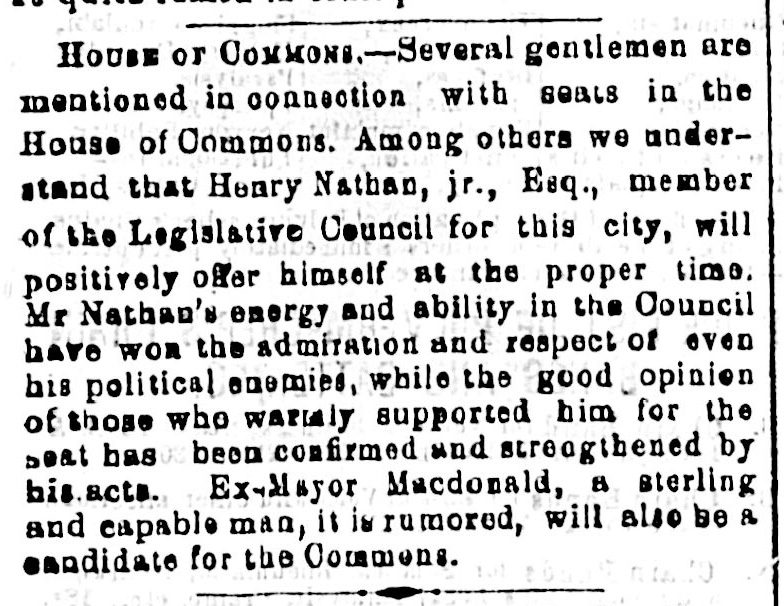 HOUSE OF COMMONS.—Several gentlemen are
mentioned in connection with seats in the
House of Commons. Among others we under-
stand that Henry Nathan, jr., Esq., member
of the Legislative Council for this city, will
positively offer himself at the proper time.
Mr Nathan's energy and ability in the Council
have won the admiration and respect of even
his political enemies, while the good opinion
of those who warmly supported him for the
seat has been confirmed and strengthened by
his acts. Ex-Mayor Macdonald, a sterling
and capable man, it is rumored, will also be a
candidate for the Commons.